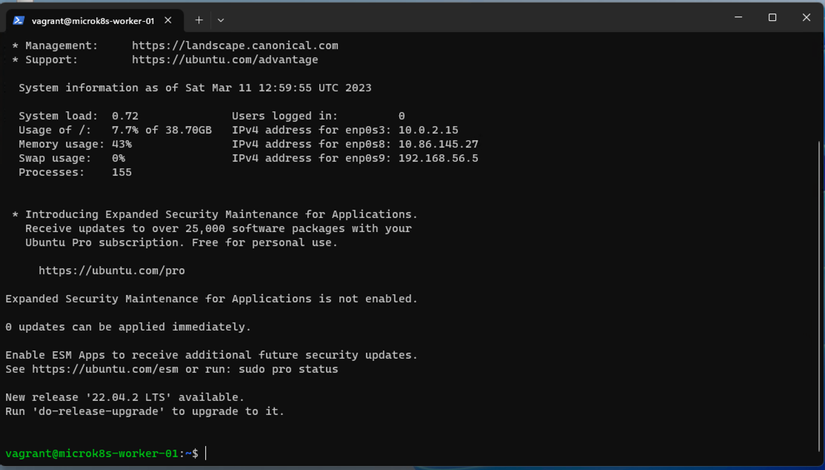 vagrant@microk8s-worker-01
* Management:     https://landscape.canonical.com
* Support:        https://ubuntu.com/advantage
System information as of Sat Mar 11 12:59:55 UTC 2023
System load:  0.72              Users logged in:         0
Usage of /:   7.7% of 38.70GB   IPv4 address for enp0s3: 10.0.2.15
Memory usage: 43%               IPv4 address for enp0s8: 10.86.145.27
Swap usage:   0%                IPv4 address for enp0s9: 192.168.56.5
Processes:    155
* Introducing Expanded Security Maintenance for Applications.
Receive updates to over 25,000 software packages with your
Ubuntu Pro subscription. Free for personal use.
https://ubuntu.com/pro
Expanded Security Maintenance for Applications is not enabled.
0 updates can be applied immediately.
Enable ESM Apps to receive additional future security updates.
See https://ubuntu.com/esm or run: sudo pro status
New release '22.04.2 LTS' available.
Run 'do-release-upgrade' to upgrade to it.
vagrant@microk8s-worker-01:~$